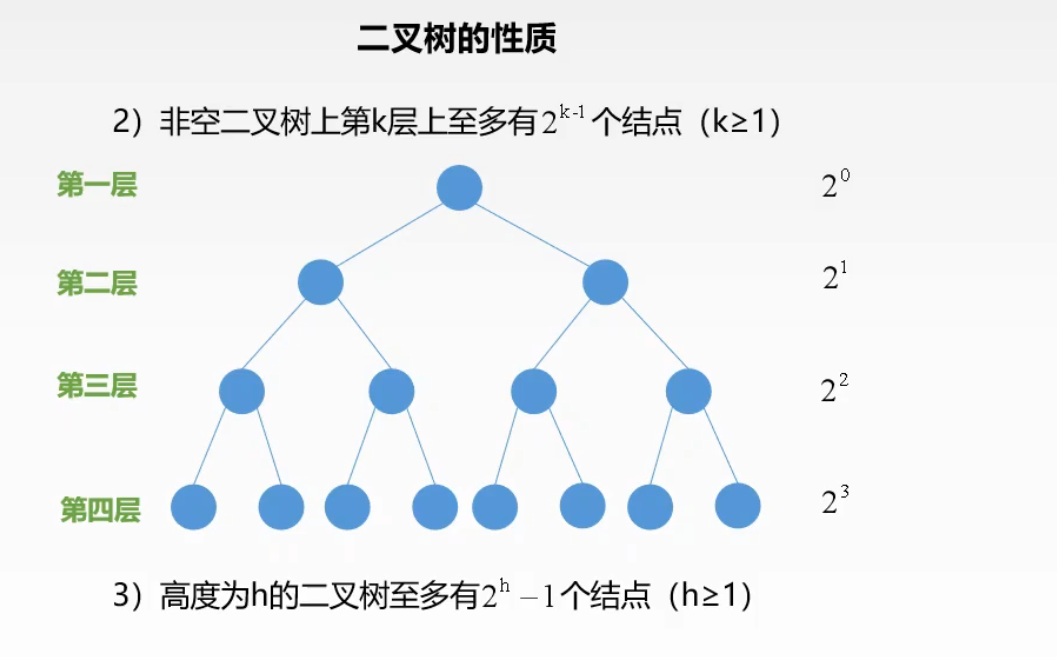 二叉树的性质
2）非空二叉树上第k层上至多有2^{k-1}个结点（k≥1）
第一层 2^0
第二层 2^1
第三层 2^2
第四层 2^3
3）高度为h的二叉树至多有2^h－1个结点（h≥1）